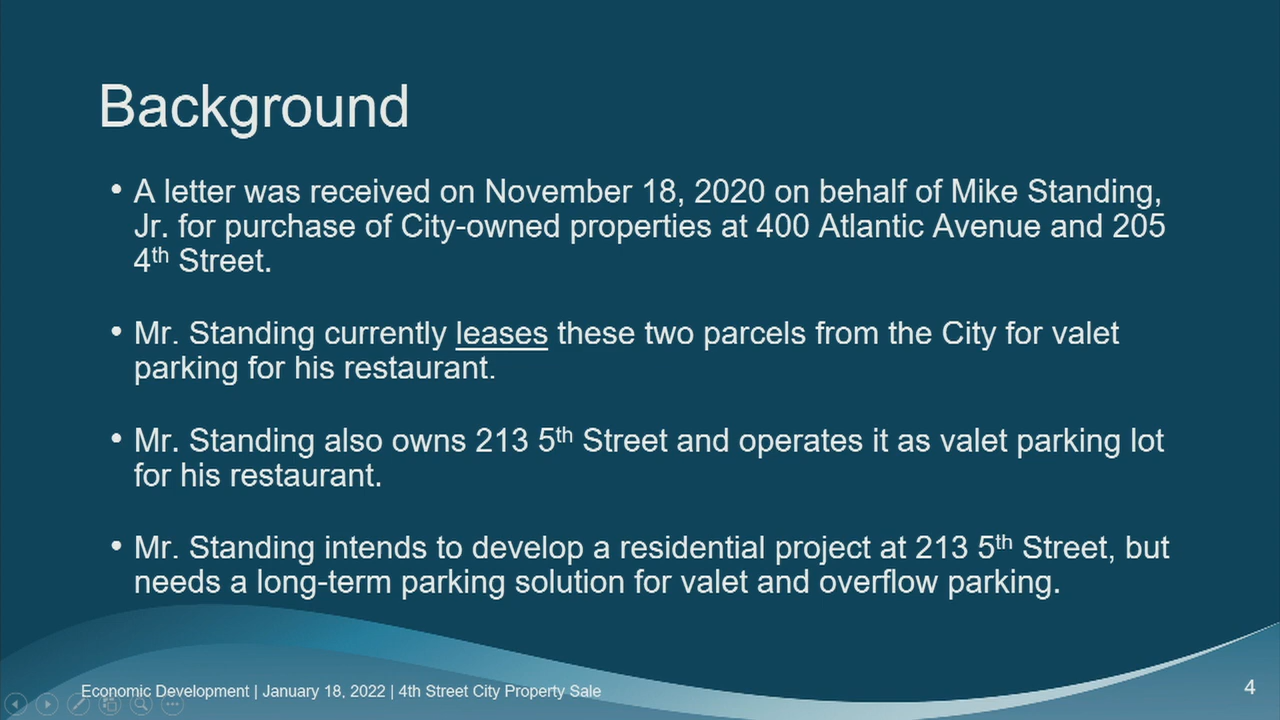 Background
• A letter was received on November 18, 2020 on behalf of Mike Standing,
Jr. for purchase of City-owned properties at 400 Atlantic Avenue and 205
4th Street.
• Mr. Standing currently leases these two parcels from the City for valet
parking for his restaurant.
• Mr. Standing also owns 213 5th Street and operates it as valet parking lot
for his restaurant.
• Mr. Standing intends to develop a residential project at 213 5th Street, but
needs a long-term parking solution for valet and overflow parking.
Economic Development | January 18, 2022 | 4th Street City Property Sale
4